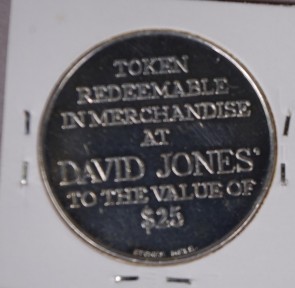 TOKEN
REDEEMABLE
IN MERCHANDISE
AT
DAVID JONES'
TO THE VALUE OF
$25